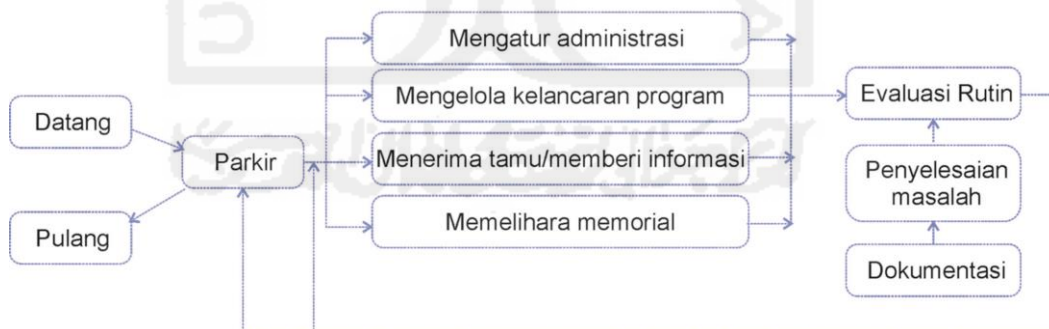 Datang
Pulang
Parkir
Mengatur administrasi
Mengelola kelancaran program
Menerima tamu/memberi informasi
Memelihara memorial
Evaluasi Rutin
Penyelesaian
masalah
Dokumentasi